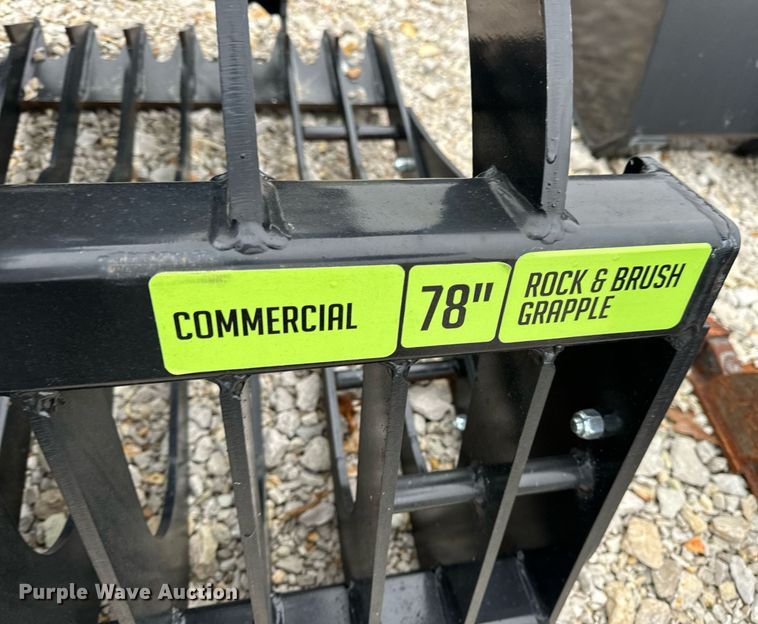 COMMERCIAL
78"
ROCK & BRUSH
GRAPPLE
Purple Wave Auction